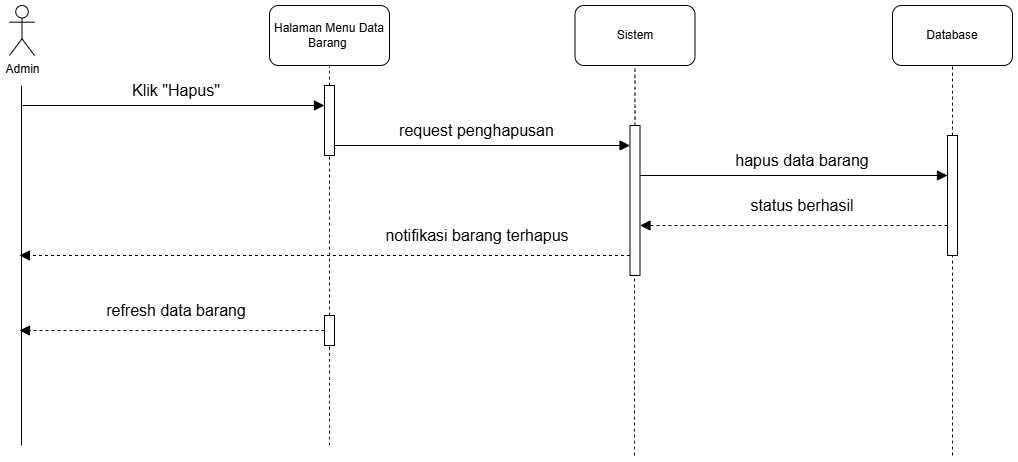 Admin
Halaman Menu Data
Barang
Sistem
Database
Klik "Hapus"
request penghapusan
hapus data barang
status berhasil
notifikasi barang terhapus
refresh data barang